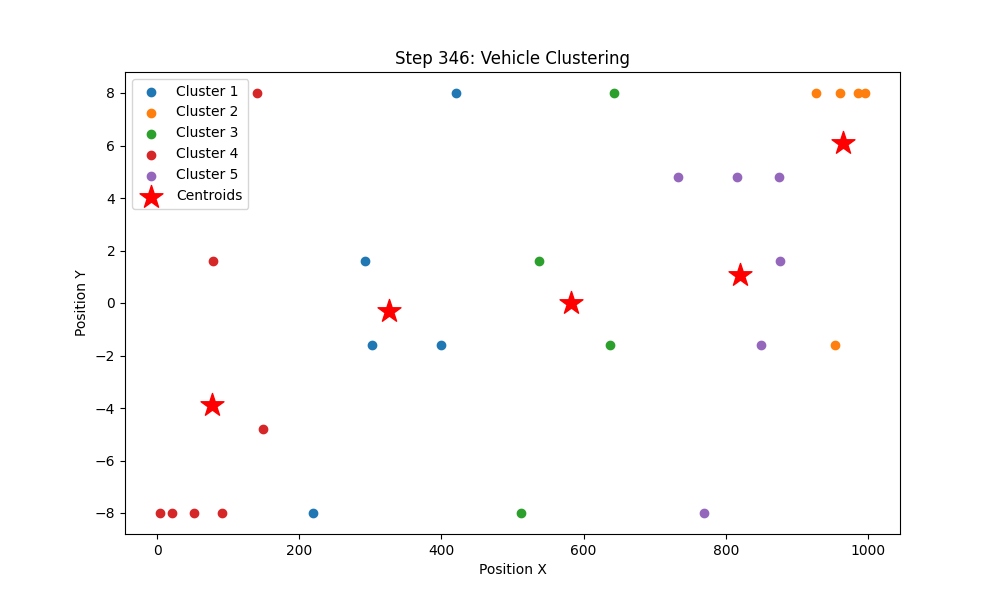 Step 346: Vehicle Clustering
Cluster 1
Cluster 2
Cluster 3
Cluster 4
Cluster 5
Centroids
Position Y
8
6
4
2
0
−2
−4
−6
−8
0 200 400 600 800 1000
Position X